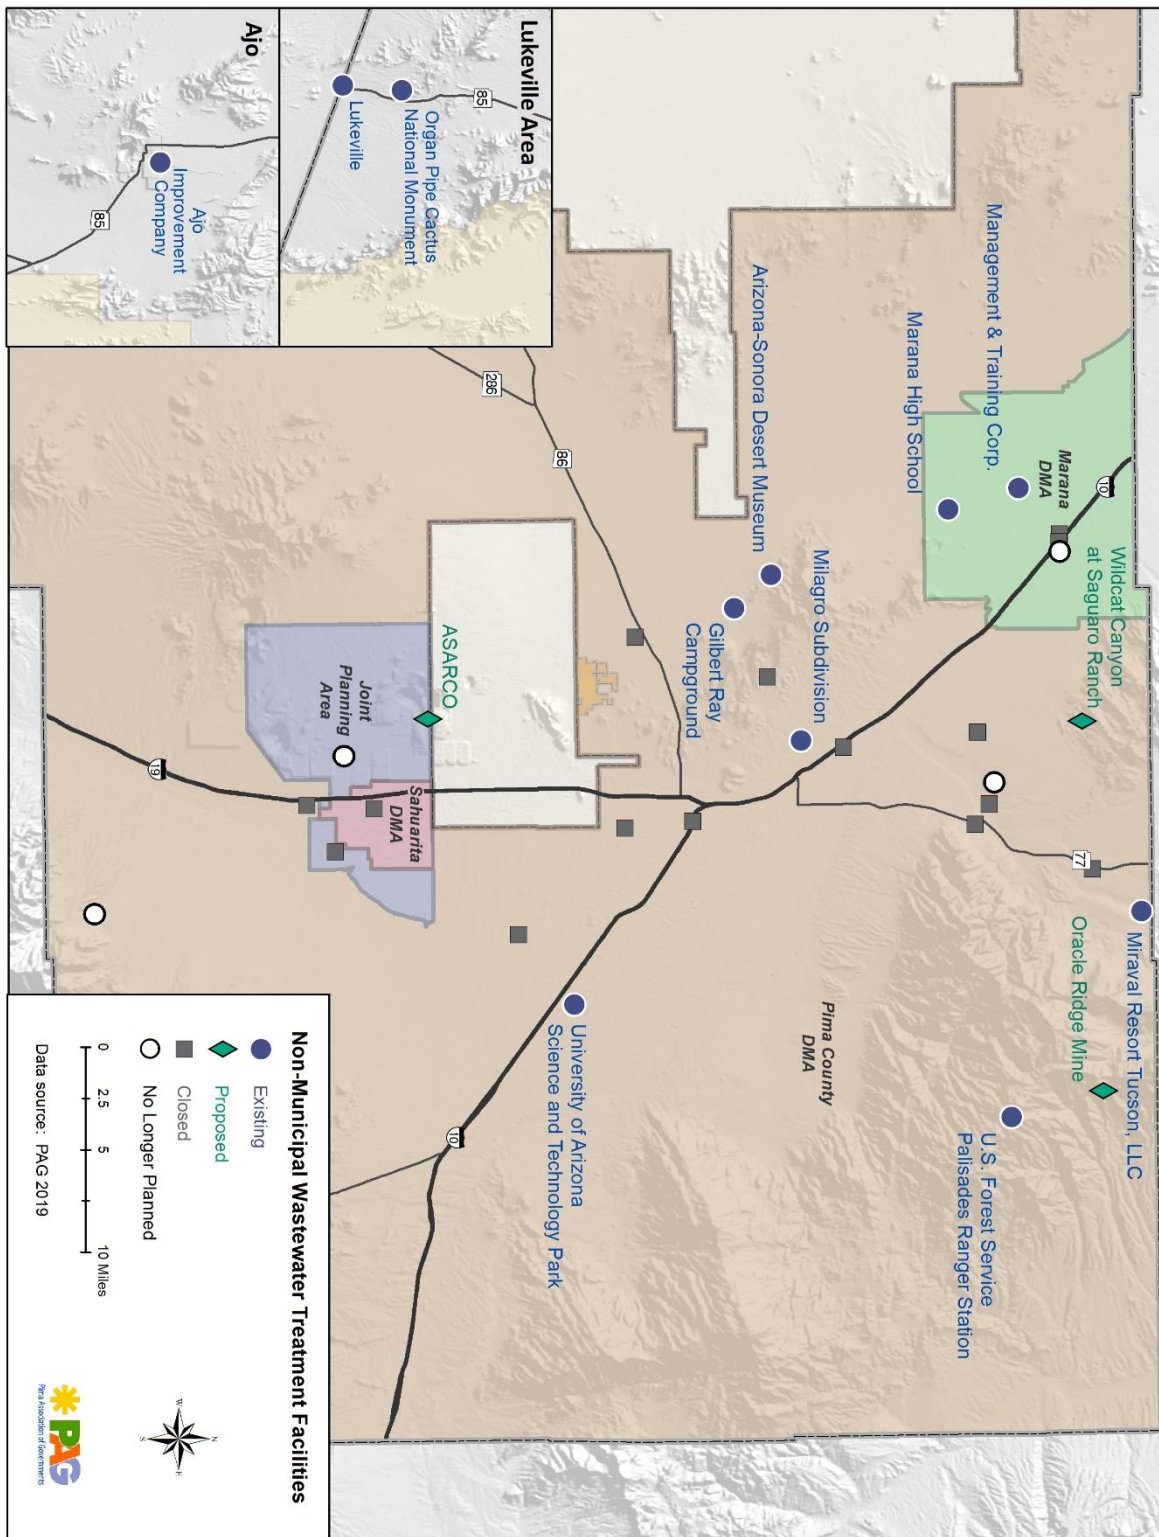 Wildcat Canyon
at Saguaro Ranch
Miraval Resort Tucson, LLC
Oracle Ridge Mine
10
Marana
DMA
Management & Training Corp.
Marana High School
77
U.S. Forest Service
Palisades Ranger Station
Pima County
DMA
Milagro Subdivision
Arizona-Sonora Desert Museum
Gilbert Ray
Campground
University of Arizona
Science and Technology Park
86
286
10
ASARCO
Sahuarita
DMA
Joint
Planning
Area
19
Lukeville Area
85
Organ Pipe Cactus
National Monument
Lukeville
Ajo
Ajo
Improvement
Company
85
Non-Municipal Wastewater Treatment Facilities
Existing
Proposed
Closed
No Longer Planned
0 2.5 5 10 Miles
Data source: PAG 2019
N
W
E
S
PAG
Pima Association of Governments